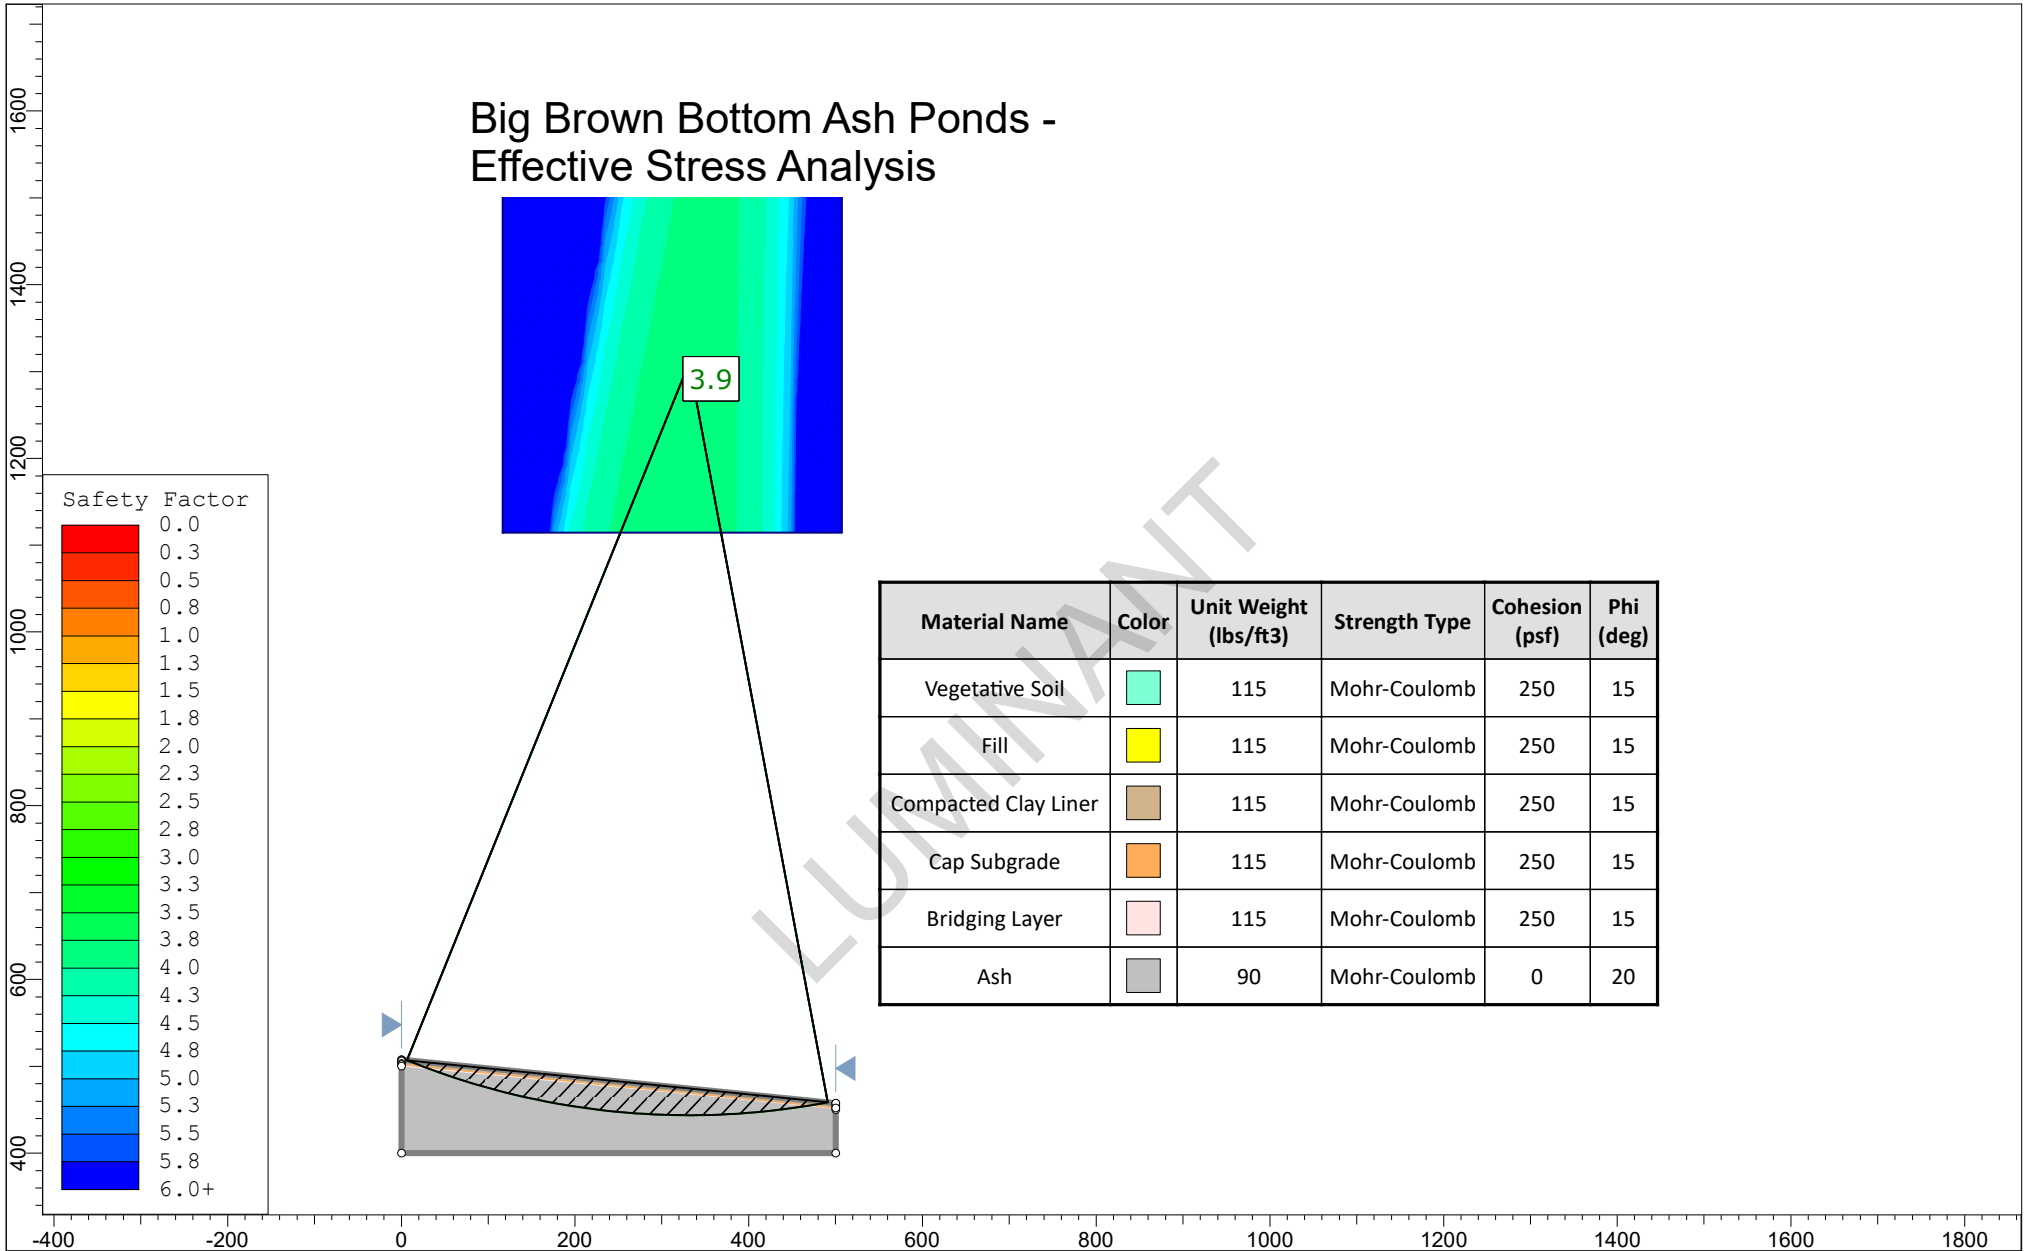 Big Brown Bottom Ash Ponds -
Effective Stress Analysis
3.9
Safety Factor
0.0
0.3
0.5
0.8
1.0
1.3
1.5
1.8
2.0
2.3
2.5
2.8
3.0
3.3
3.5
3.8
4.0
4.3
4.5
4.8
5.0
5.3
5.5
5.8
6.0+
Material Name Color Unit Weight (lbs/ft3) Strength Type Cohesion (psf) Phi (deg)
Vegetative Soil 115 Mohr-Coulomb 250 15
Fill 115 Mohr-Coulomb 250 15
Compacted Clay Liner 115 Mohr-Coulomb 250 15
Cap Subgrade 115 Mohr-Coulomb 250 15
Bridging Layer 115 Mohr-Coulomb 250 15
Ash 90 Mohr-Coulomb 0 20
LUMINANT
1600
1400
1200
1000
800
600
400
-400 -200 0 200 400 600 800 1000 1200 1400 1600 1800